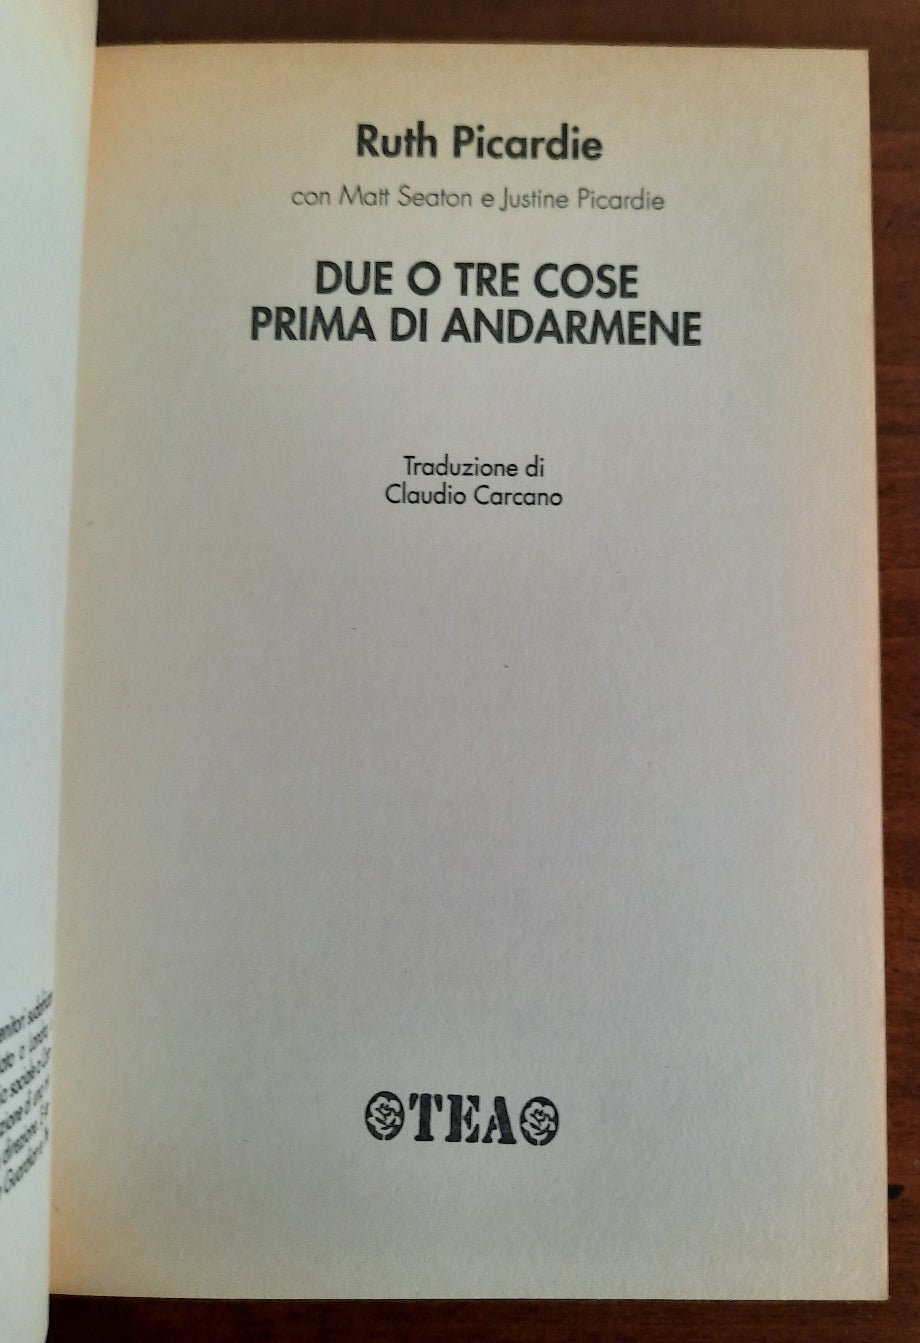 Ruth Picardie
con Matt Seaton e Justine Picardie
DUE O TRE COSE
PRIMA DI ANDARMENE
Traduzione di
Claudio Carcano
TEA